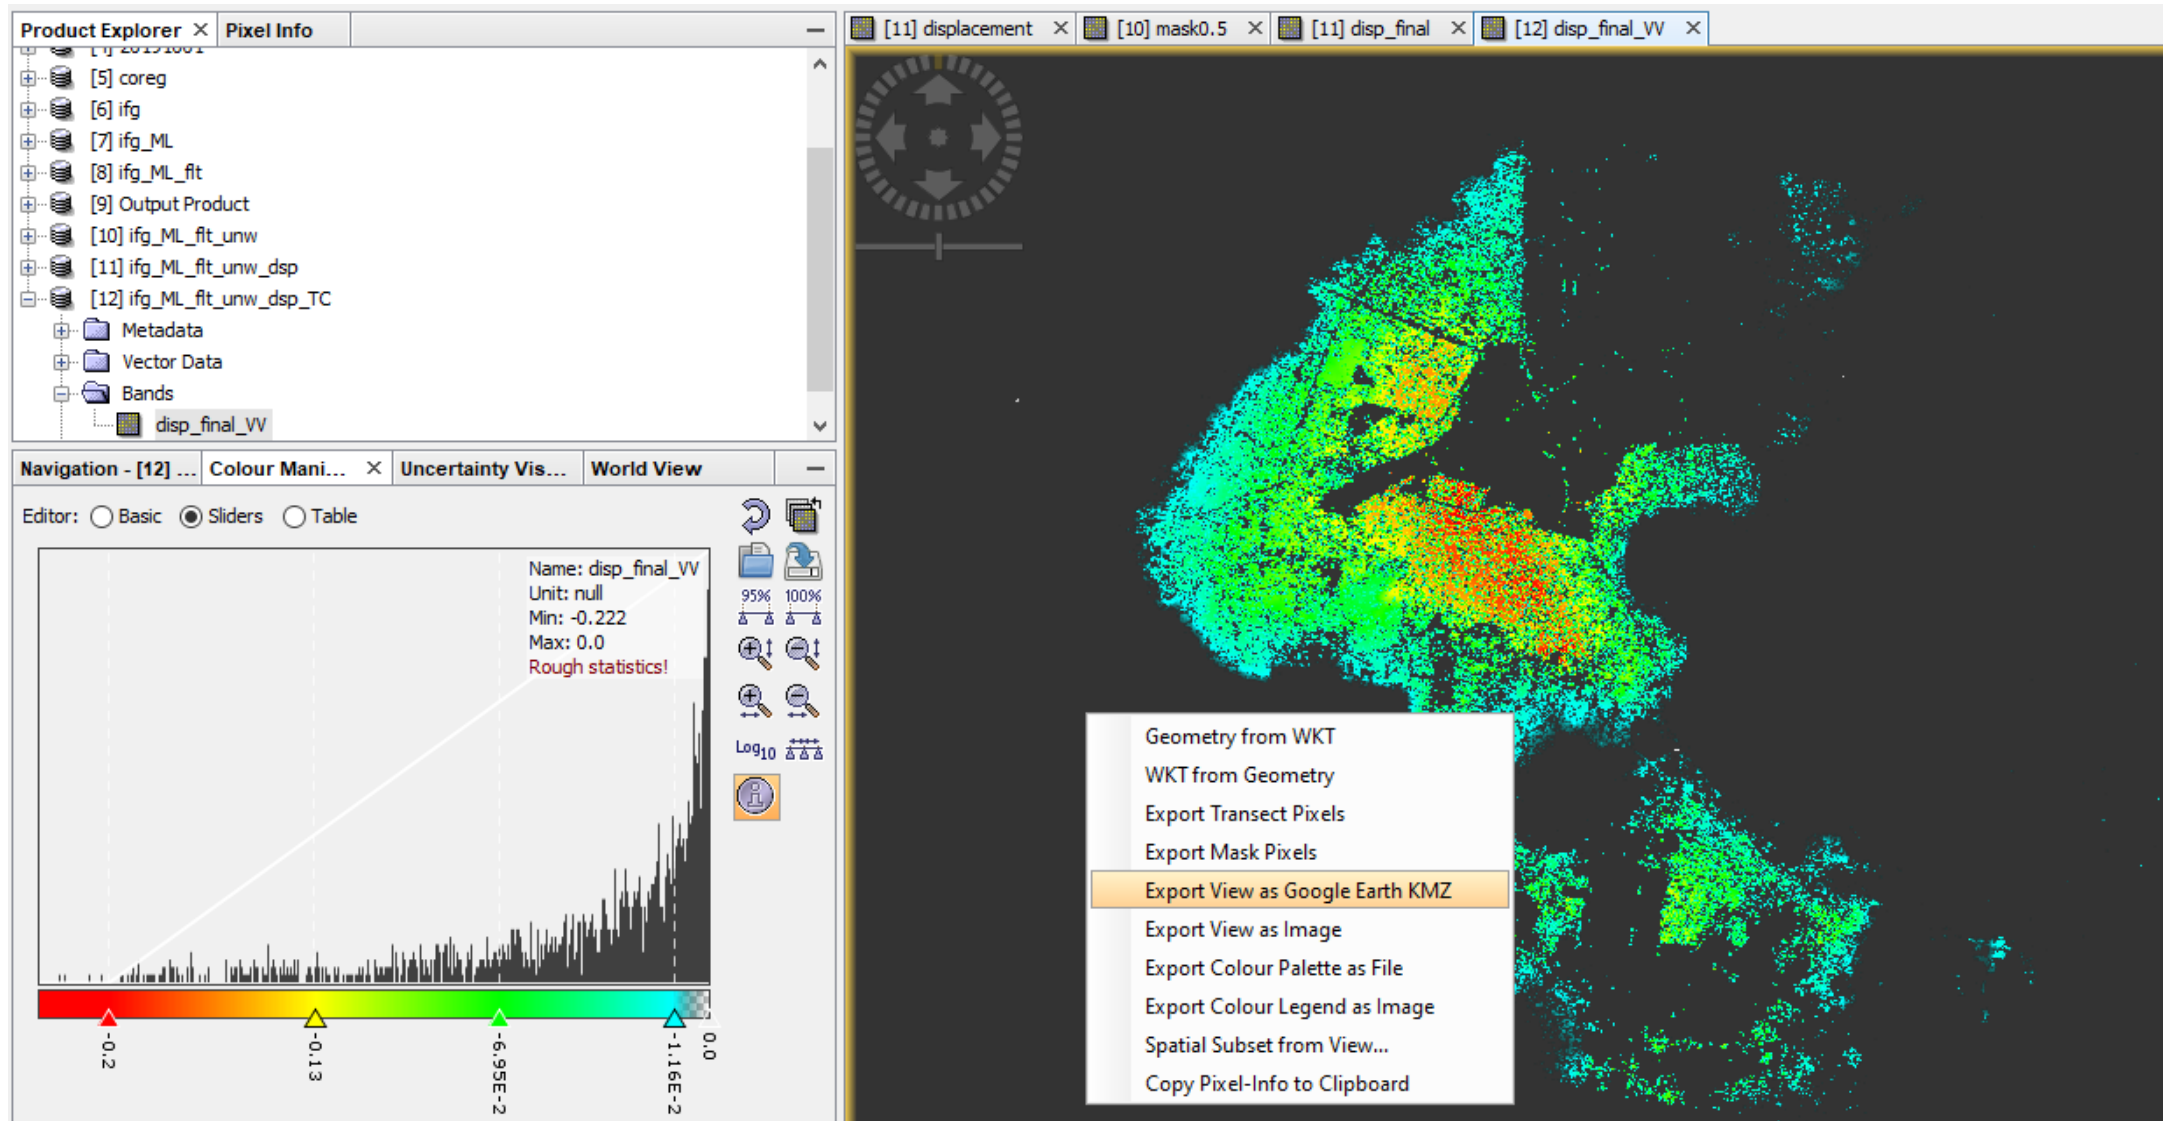 Product Explorer
Pixel Info
[11] displacement
[10] mask0.5
[11] disp_final
[12] disp_final_VV
[5] coreg
[6] ifg
[7] ifg_ML
[8] ifg_ML_flt
[9] Output Product
[10] ifg_ML_flt_unw
[11] ifg_ML_flt_unw_dsp
[12] ifg_ML_flt_unw_dsp_TC
Metadata
Vector Data
Bands
disp_final_VV
Navigation - [12] ...
Colour Mani...
Uncertainty Vis...
World View
Editor: Basic Sliders Table
Name: disp_final_VV
Unit: null
Min: -0.222
Max: 0.0
Rough statistics!
95% 100%
Log10
-0.2
-0.13
-6.95E-2
-1.16E-2
0.0
Geometry from WKT
WKT from Geometry
Export Transect Pixels
Export Mask Pixels
Export View as Google Earth KMZ
Export View as Image
Export Colour Palette as File
Export Colour Legend as Image
Spatial Subset from View...
Copy Pixel-Info to Clipboard